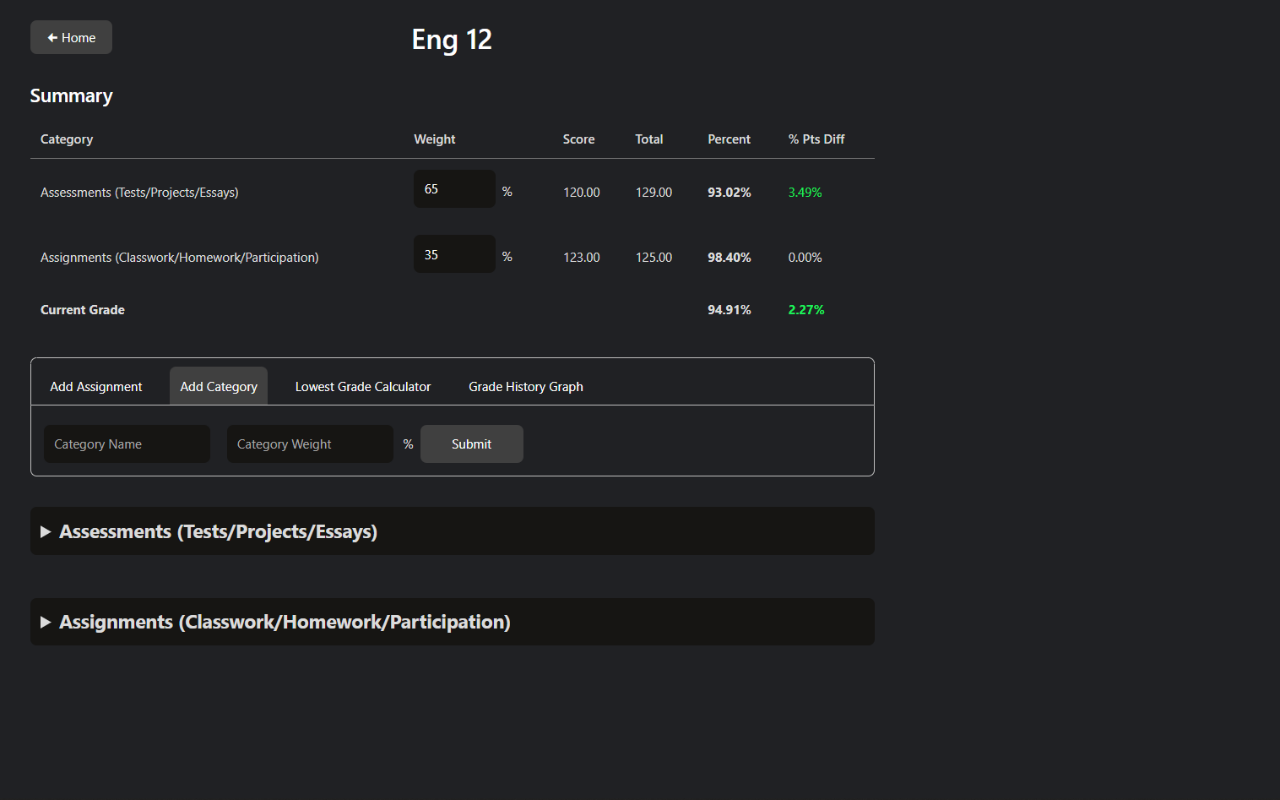 Home
Eng 12
Summary
Category Weight Score Total Percent % Pts Diff
Assessments (Tests/Projects/Essays) 65 % 120.00 129.00 93.02% 3.49%
Assignments (Classwork/Homework/Participation) 35 % 123.00 125.00 98.40% 0.00%
Current Grade 94.91% 2.27%
Add Assignment Add Category Lowest Grade Calculator Grade History Graph
Category Name Category Weight % Submit
Assessments (Tests/Projects/Essays)
Assignments (Classwork/Homework/Participation)